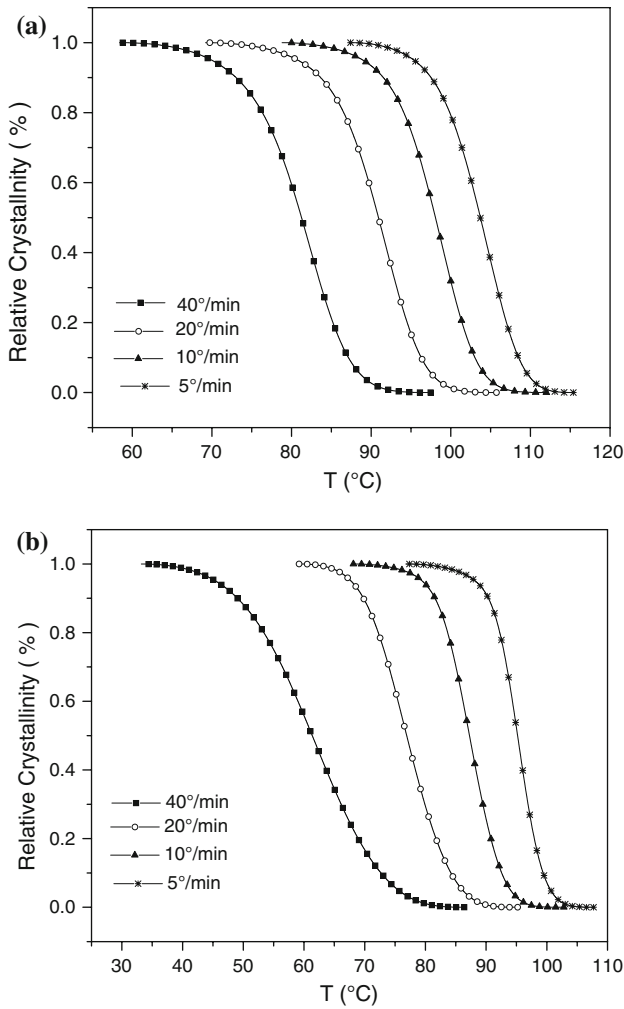 (a)
1.0
0.8
0.6
0.4
0.2
0.0
Relative Crystallnity ( % )
40°/min
20°/min
10°/min
5°/min
60 70 80 90 100 110 120
T (°C)
(b)
1.0
0.8
0.6
0.4
0.2
0.0
Relative Crystallinity ( % )
40°/min
20°/min
10°/min
5°/min
30 40 50 60 70 80 90 100 110
T (°C)